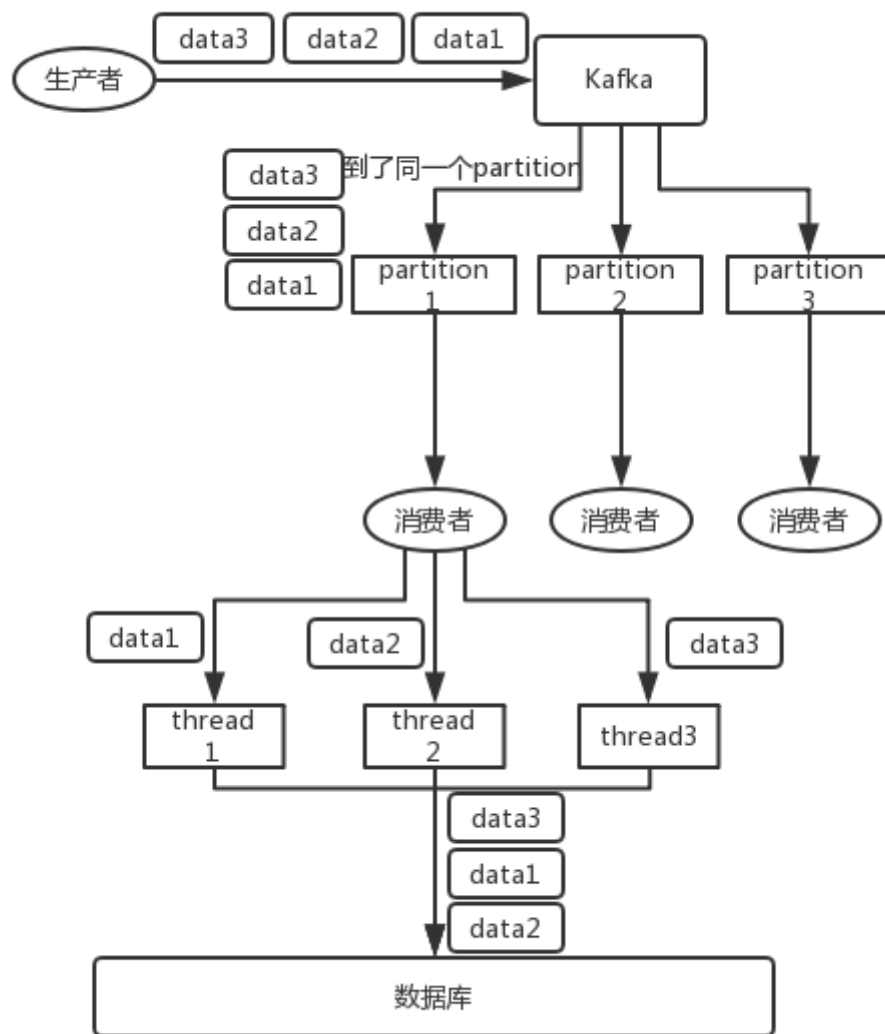 data3 data2 data1
生产者
Kafka
data3
到了同一个partition
data2
data1
partition
1
partition
2
partition
3
消费者
消费者
消费者
data1
data2
data3
thread
1
thread
2
thread3
data3
data1
data2
数据库